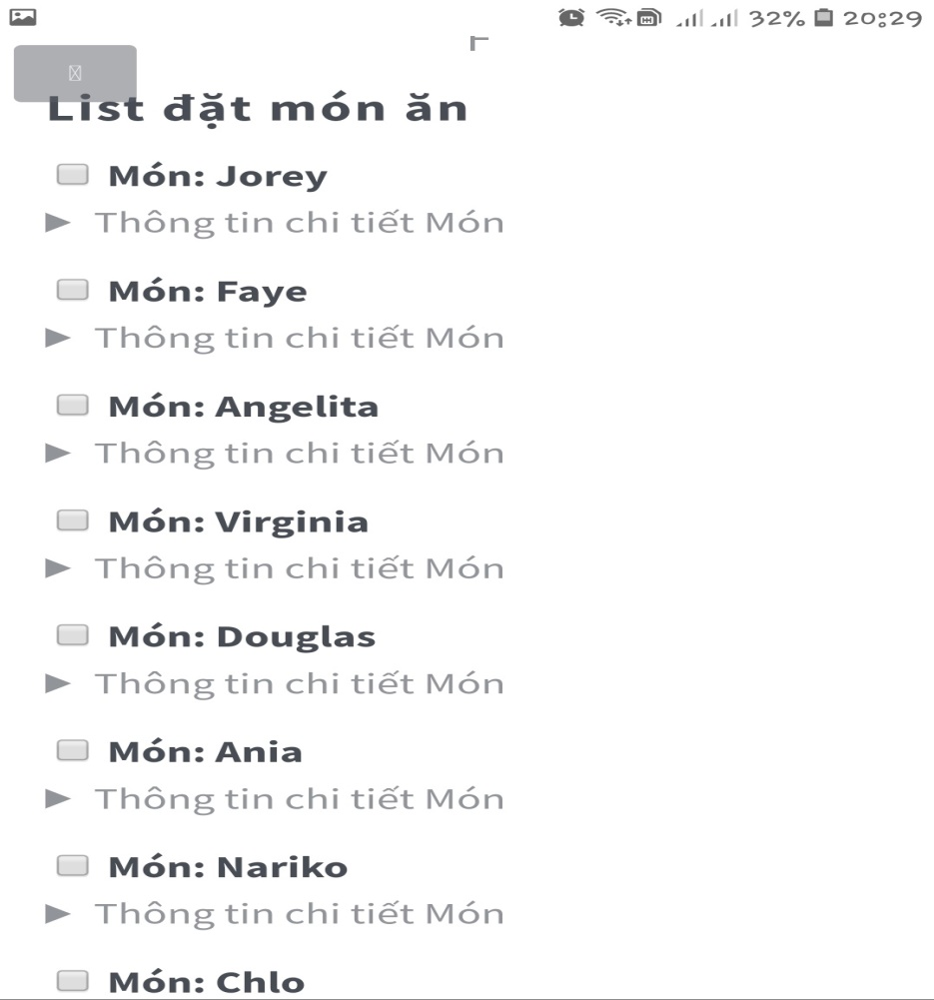 32% 20:29
List đặt món ăn
Món: Jorey
Thông tin chi tiết Món
Món: Faye
Thông tin chi tiết Món
Món: Angelita
Thông tin chi tiết Món
Món: Virginia
Thông tin chi tiết Món
Món: Douglas
Thông tin chi tiết Món
Món: Ania
Thông tin chi tiết Món
Món: Nariko
Thông tin chi tiết Món
Món: Chlo